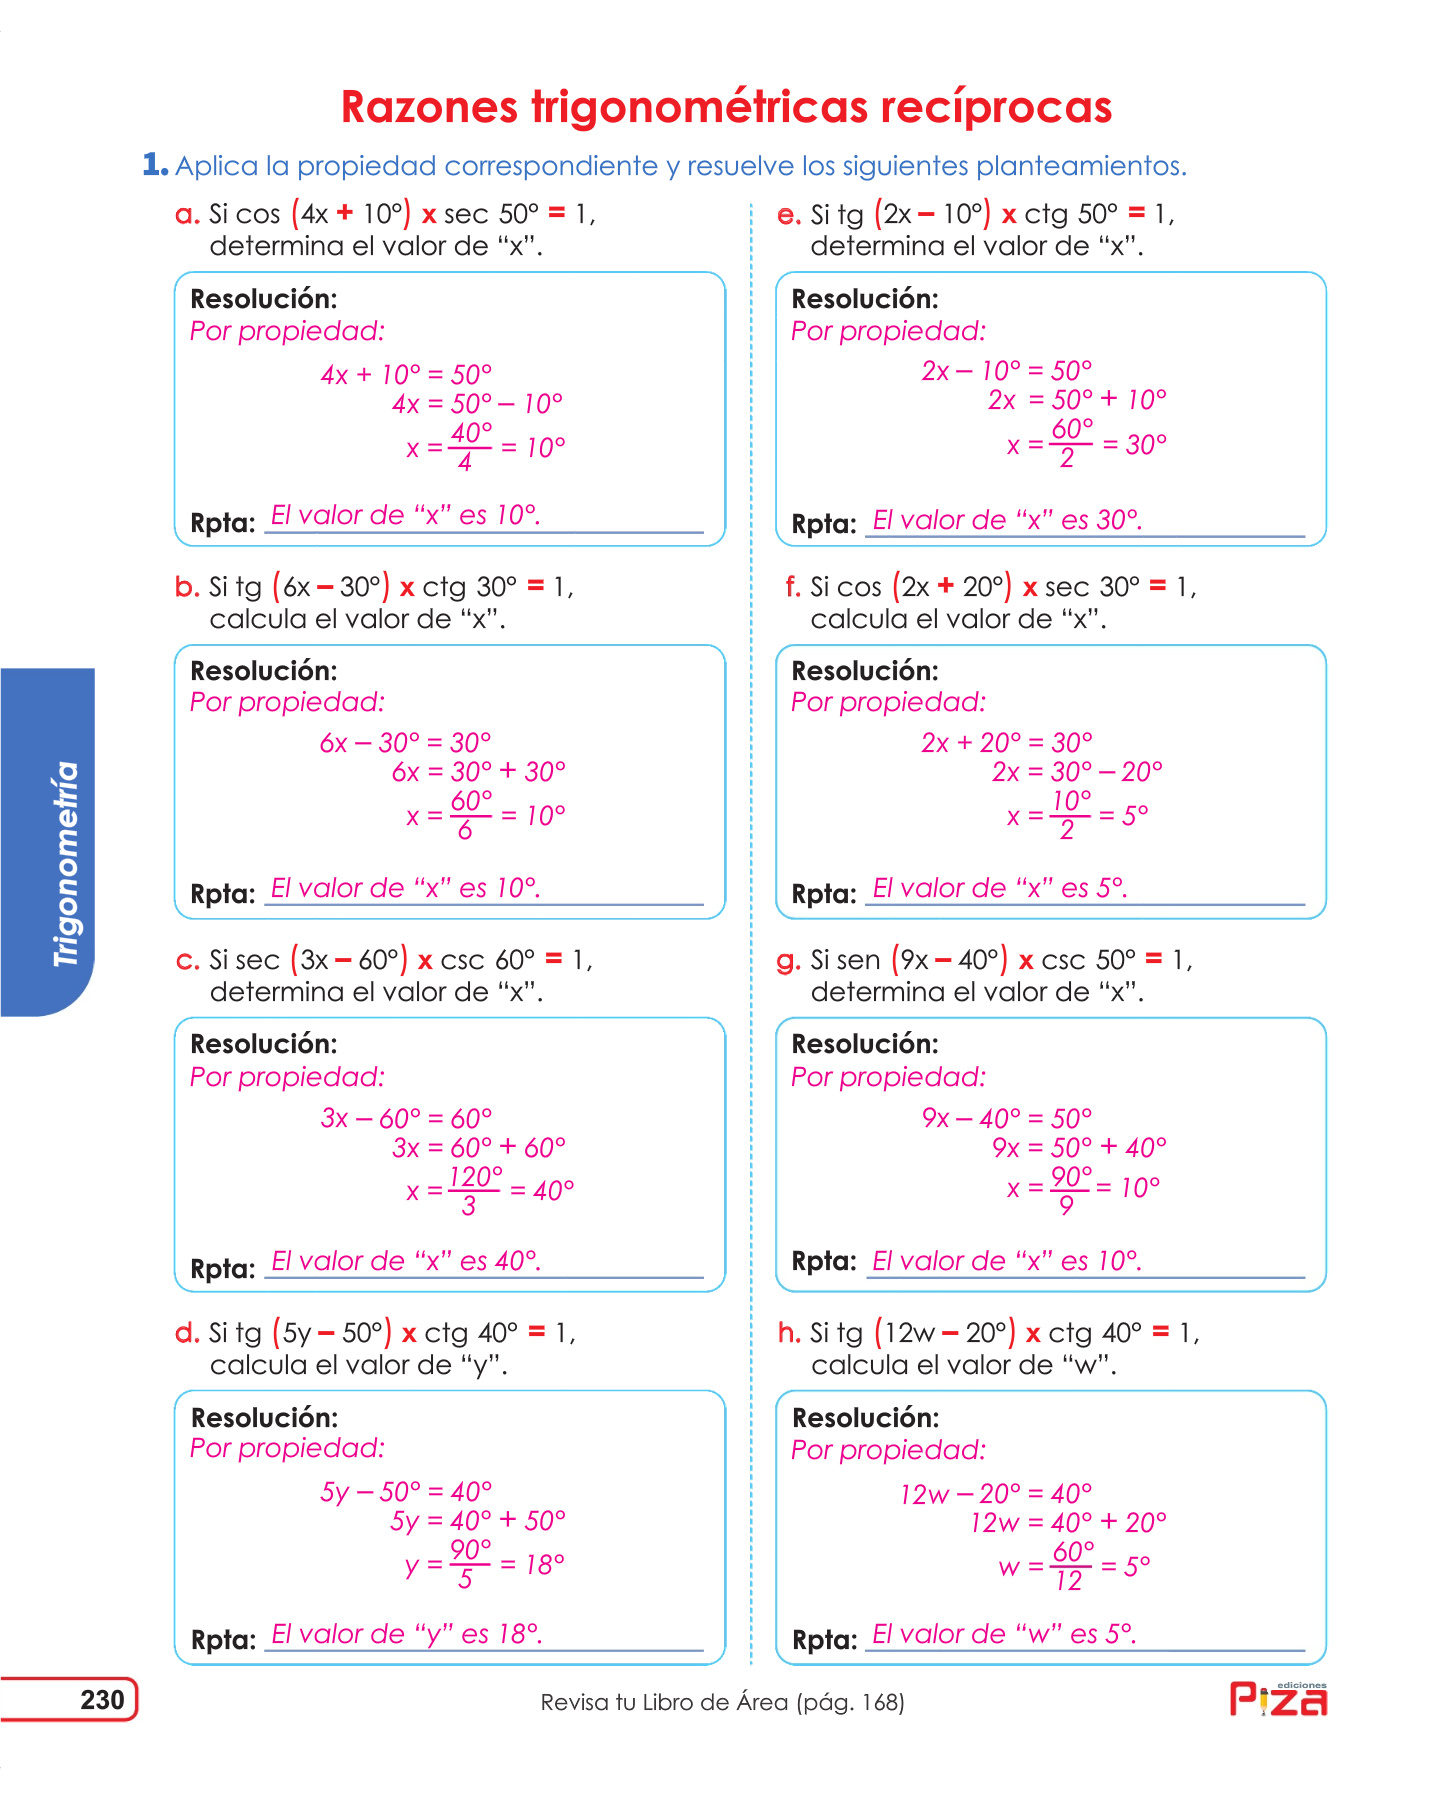 Razones trigonométricas recíprocas
1. Aplica la propiedad correspondiente y resuelve los siguientes planteamientos.
a. Si cos (4x + 10°) x sec 50° = 1,
determina el valor de “x”.
Resolución:
Por propiedad:
4x + 10° = 50°
4x = 50° – 10°
x = 40°/4 = 10°
Rpta: El valor de “x” es 10°.
b. Si tg (6x – 30°) x ctg 30° = 1,
calcula el valor de “x”.
Resolución:
Por propiedad:
6x – 30° = 30°
6x = 30° + 30°
x = 60°/6 = 10°
Rpta: El valor de “x” es 10°.
c. Si sec (3x – 60°) x csc 60° = 1,
determina el valor de “x”.
Resolución:
Por propiedad:
3x – 60° = 60°
3x = 60° + 60°
x = 120°/3 = 40°
Rpta: El valor de “x” es 40°.
d. Si tg (5y – 50°) x ctg 40° = 1,
calcula el valor de “y”.
Resolución:
Por propiedad:
5y – 50° = 40°
5y = 40° + 50°
y = 90°/5 = 18°
Rpta: El valor de “y” es 18°.
e. Si tg (2x – 10°) x ctg 50° = 1,
determina el valor de “x”.
Resolución:
Por propiedad:
2x – 10° = 50°
2x = 50° + 10°
x = 60°/2 = 30°
Rpta: El valor de “x” es 30°.
f. Si cos (2x + 20°) x sec 30° = 1,
calcula el valor de “x”.
Resolución:
Por propiedad:
2x + 20° = 30°
2x = 30° – 20°
x = 10°/2 = 5°
Rpta: El valor de “x” es 5°.
g. Si sen (9x – 40°) x csc 50° = 1,
determina el valor de “x”.
Resolución:
Por propiedad:
9x – 40° = 50°
9x = 50° + 40°
x = 90°/9 = 10°
Rpta: El valor de “x” es 10°.
h. Si tg (12w – 20°) x ctg 40° = 1,
calcula el valor de “w”.
Resolución:
Por propiedad:
12w – 20° = 40°
12w = 40° + 20°
w = 60°/12 = 5°
Rpta: El valor de “w” es 5°.
Trigonometría
230
Revisa tu Libro de Área (pág. 168)
ediciones
Piza